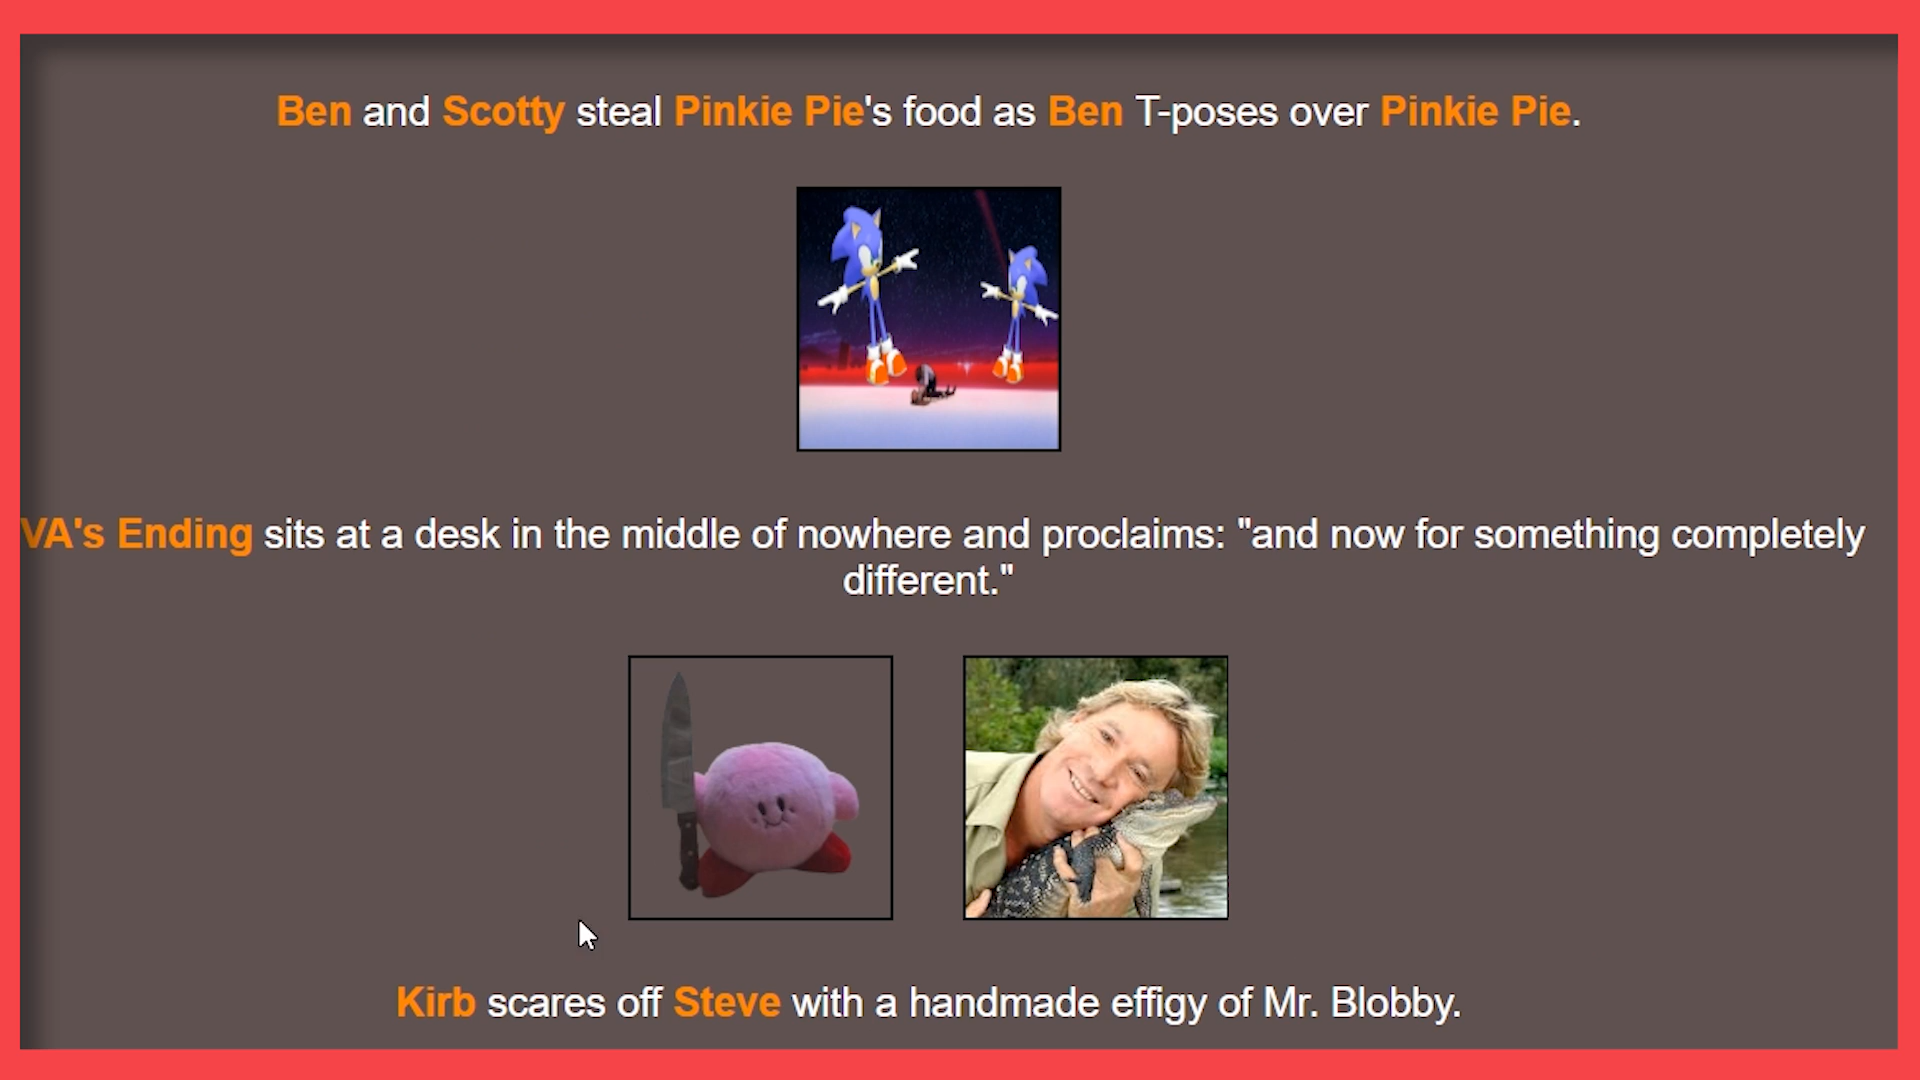 Ben and Scotty steal Pinkie Pie's food as Ben T-poses over Pinkie Pie.
VA's Ending sits at a desk in the middle of nowhere and proclaims: "and now for something completely
different."
Kirb scares off Steve with a handmade effigy of Mr. Blobby.